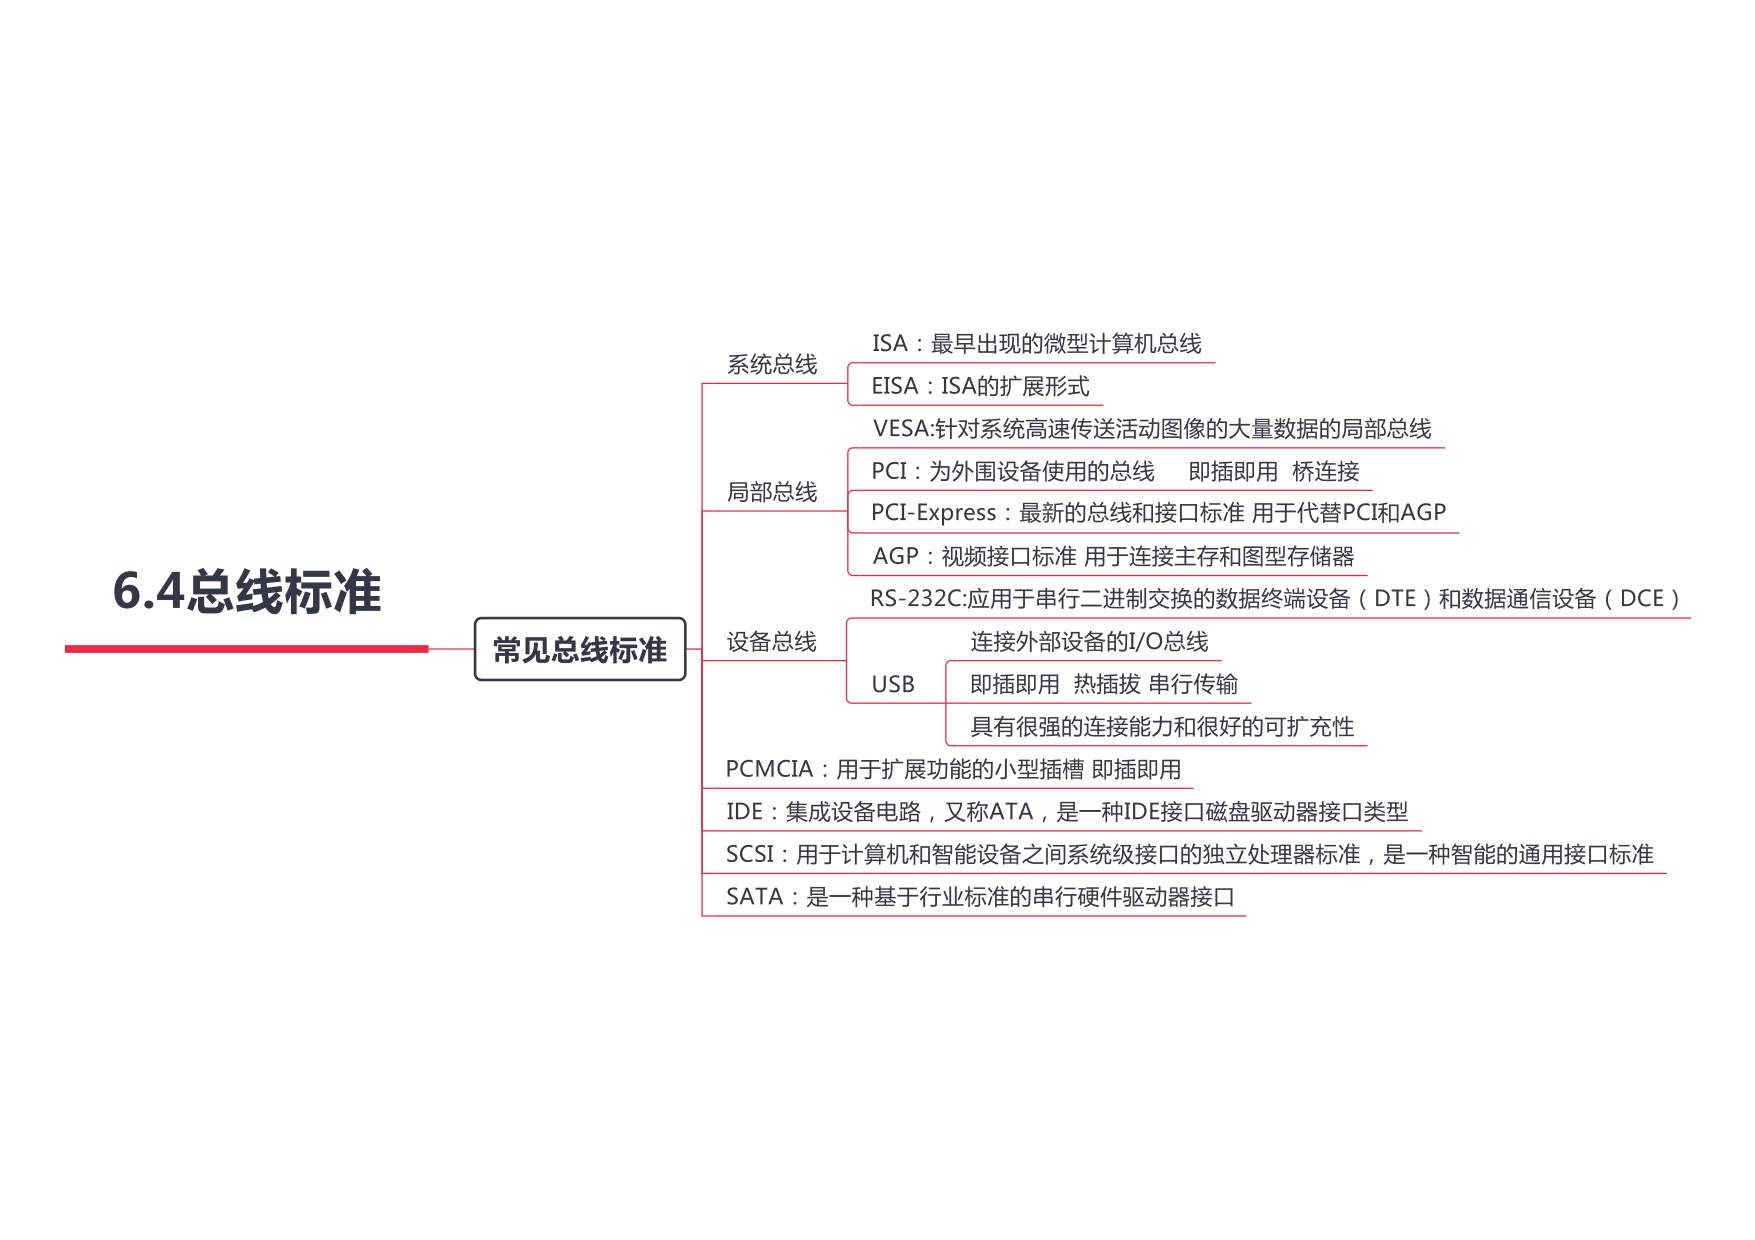 6.4总线标准
常见总线标准
系统总线
ISA：最早出现的微型计算机总线
EISA：ISA的扩展形式
局部总线
VESA:针对系统高速传送活动图像的大量数据的局部总线
PCI：为外围设备使用的总线 即插即用 桥连接
PCI-Express：最新的总线和接口标准 用于代替PCI和AGP
AGP：视频接口标准 用于连接主存和图型存储器
设备总线
RS-232C:应用于串行二进制交换的数据终端设备（DTE）和数据通信设备（DCE）
USB
连接外部设备的I/O总线
即插即用 热插拔 串行传输
具有很强的连接能力和很好的可扩充性
PCMCIA：用于扩展功能的小型插槽 即插即用
IDE：集成设备电路，又称ATA，是一种IDE接口磁盘驱动器接口类型
SCSI：用于计算机和智能设备之间系统级接口的独立处理器标准，是一种智能的通用接口标准
SATA：是一种基于行业标准的串行硬件驱动器接口